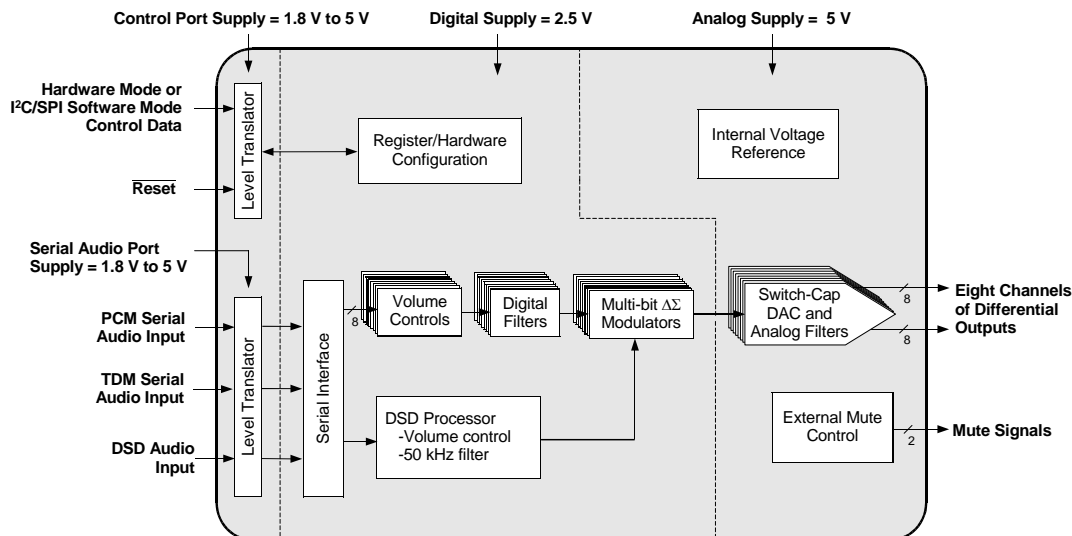 Control Port Supply = 1.8 V to 5 V
Digital Supply = 2.5 V
Analog Supply = 5 V
Hardware Mode or
I²C/SPI Software Mode
Control Data
Reset
Level Translator
Register/Hardware
Configuration
Internal Voltage
Reference
Serial Audio Port
Supply = 1.8 V to 5 V
PCM Serial
Audio Input
TDM Serial
Audio Input
DSD Audio
Input
Level Translator
Serial Interface
8
Volume
Controls
Digital
Filters
Multi-bit ΔΣ
Modulators
Switch-Cap
DAC and
Analog Filters
8
8
Eight Channels
of Differential
Outputs
DSD Processor
-Volume control
-50 kHz filter
External Mute
Control
2
Mute Signals